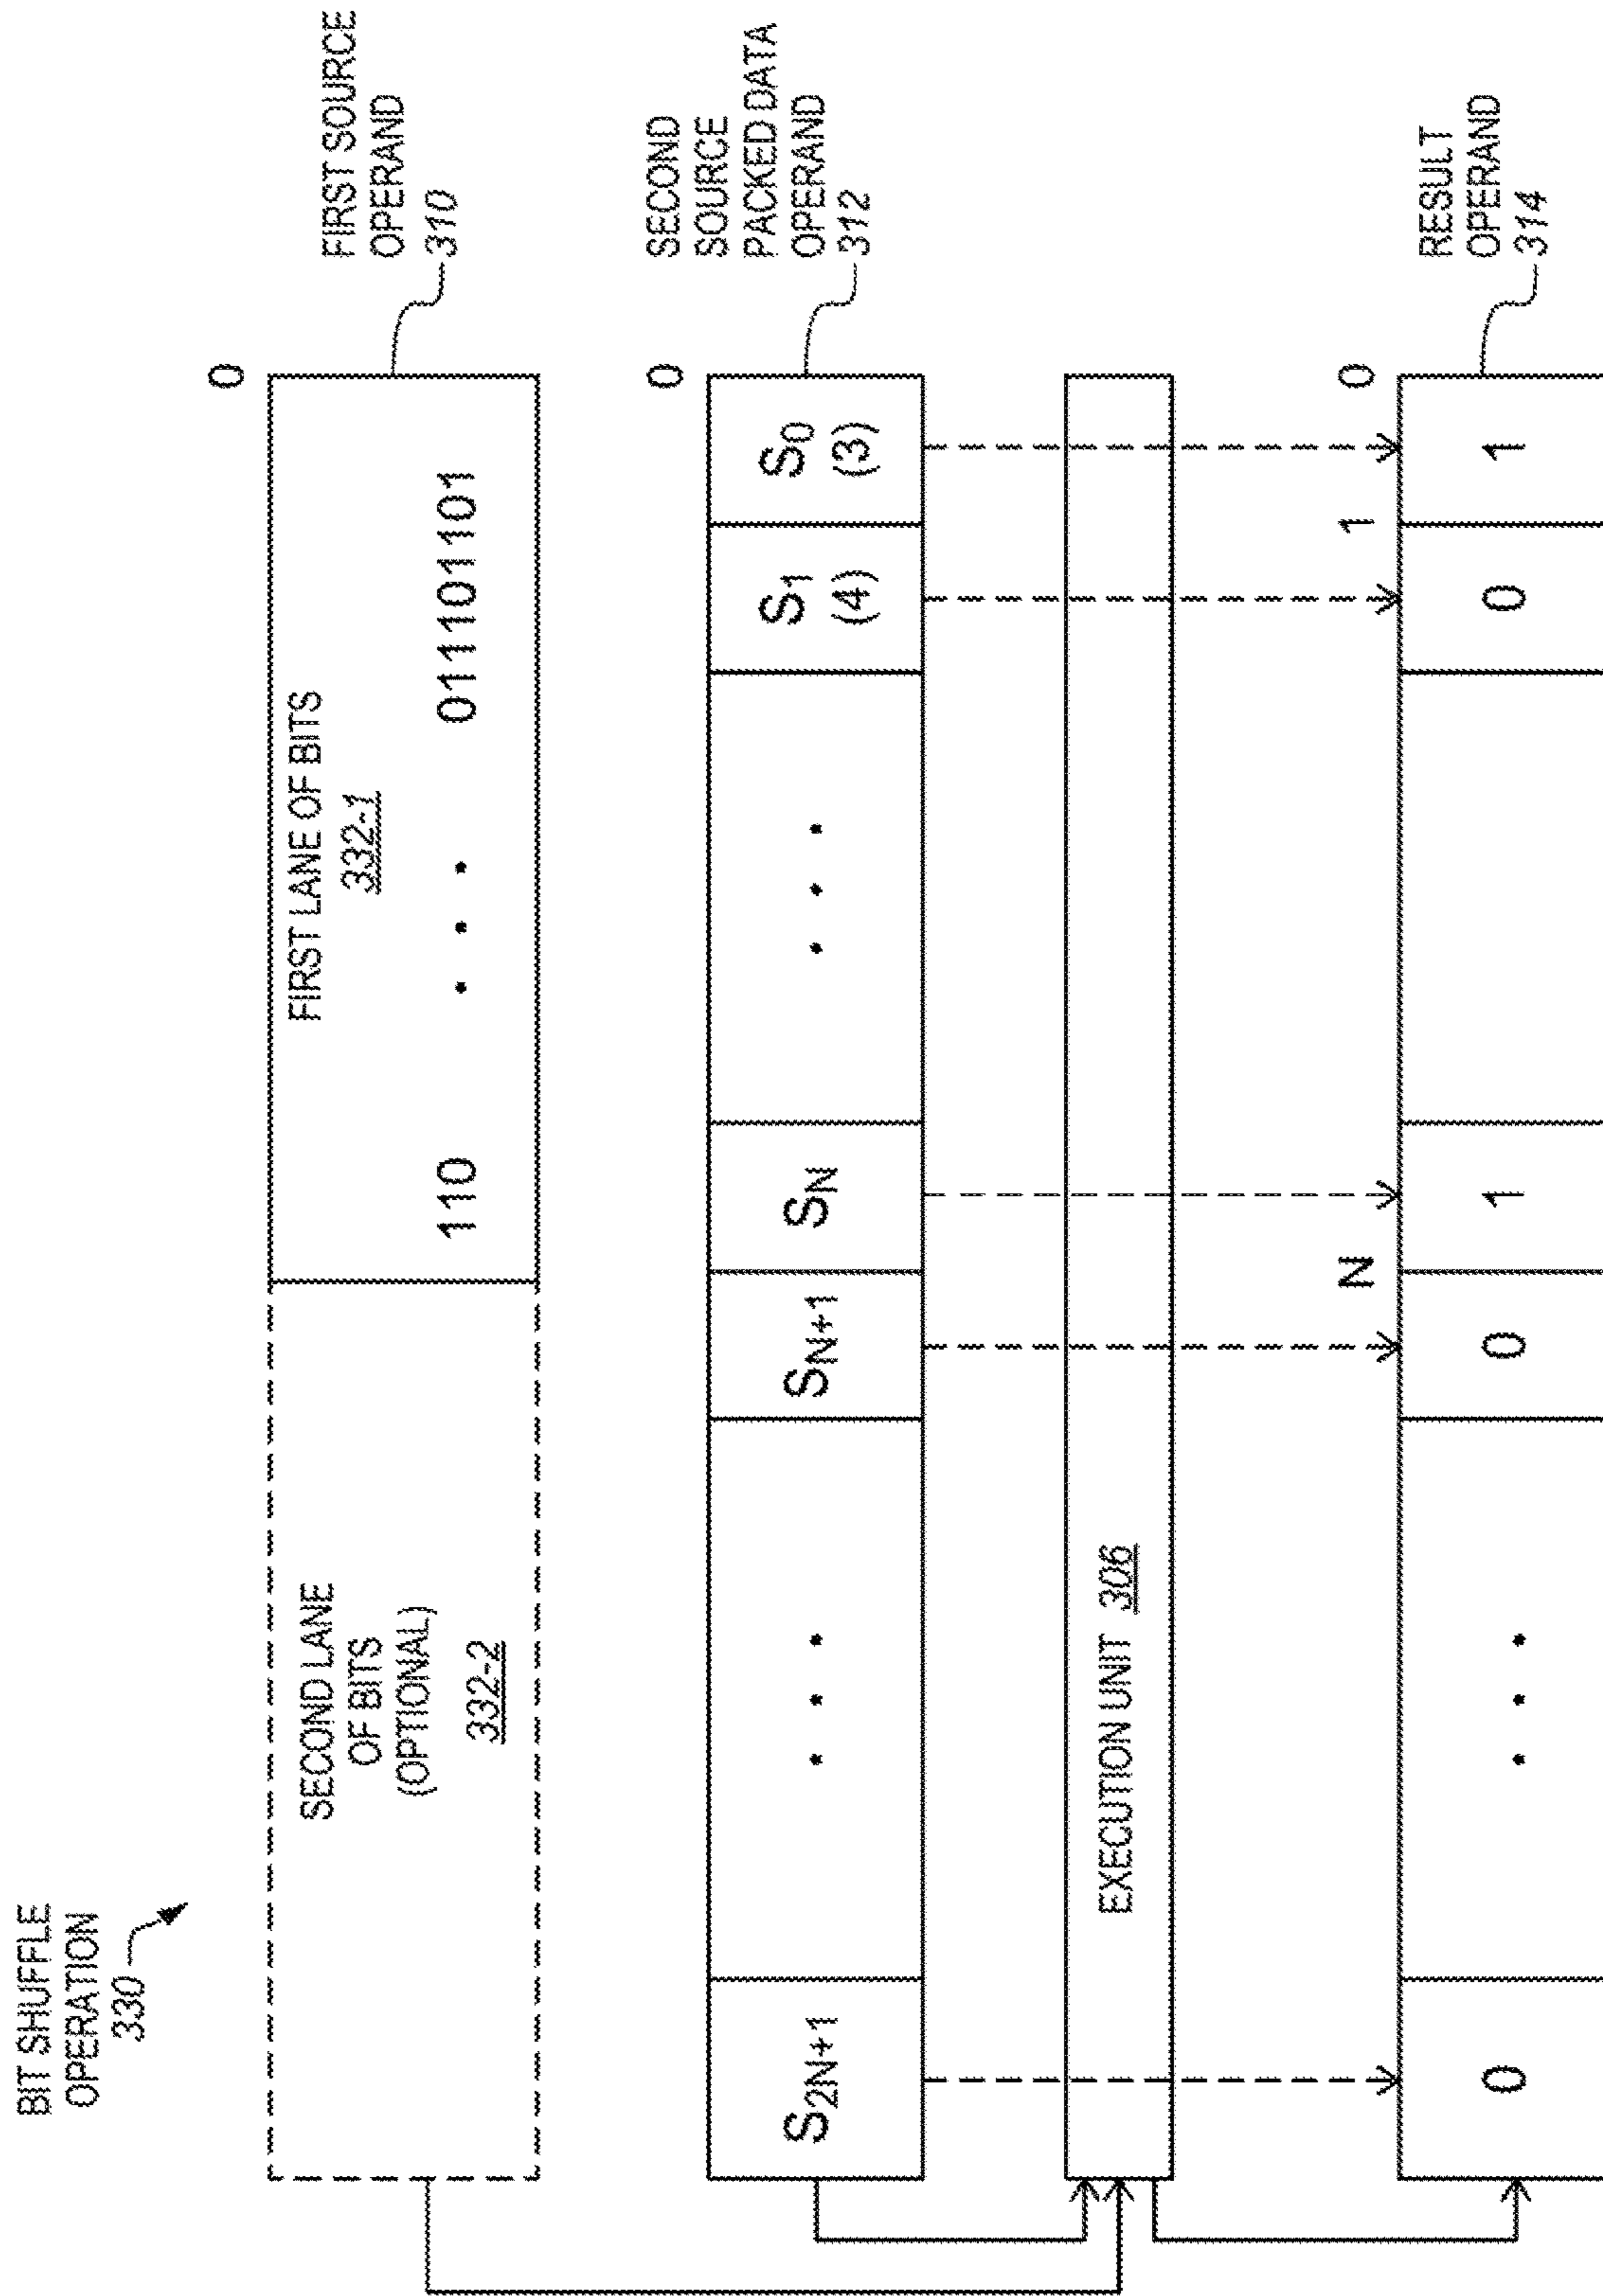 BIT SHUFFLE
OPERATION
330
0
SECOND LANE
OF BITS
(OPTIONAL)
332-2
FIRST LANE OF BITS
332-1
110 • • • 011101101
FIRST SOURCE
OPERAND
310
0
S2N+1
• • •
SN+1
SN
• • •
S1
(4)
S0
(3)
SECOND
SOURCE
PACKED DATA
OPERAND
312
EXECUTION UNIT 306
N
1
0
0
• • •
0
1
0
1
RESULT
OPERAND
314